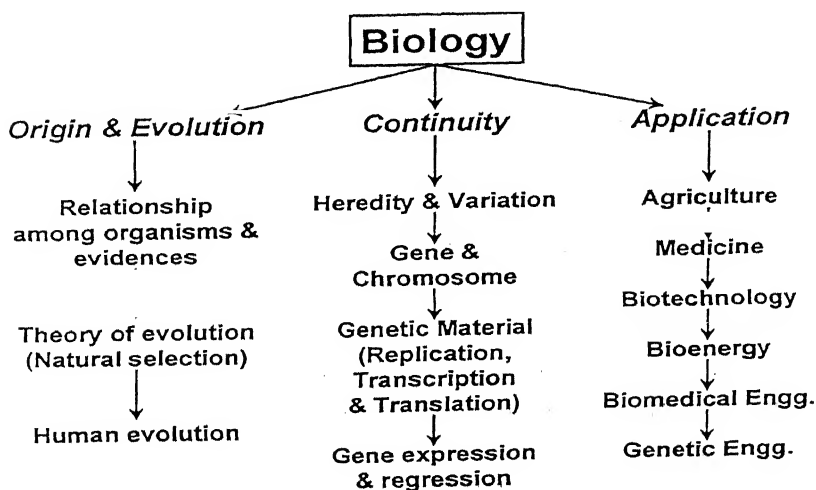 Biology
Origin & Evolution
Relationship
among organisms &
evidences
Theory of evolution
(Natural selection)
Human evolution
Continuity
Heredity & Variation
Gene &
Chromosome
Genetic Material
(Replication,
Transcription
& Translation)
Gene expression
& regression
Application
Agriculture
Medicine
Biotechnology
Bioenergy
Biomedical Engg.
Genetic Engg.